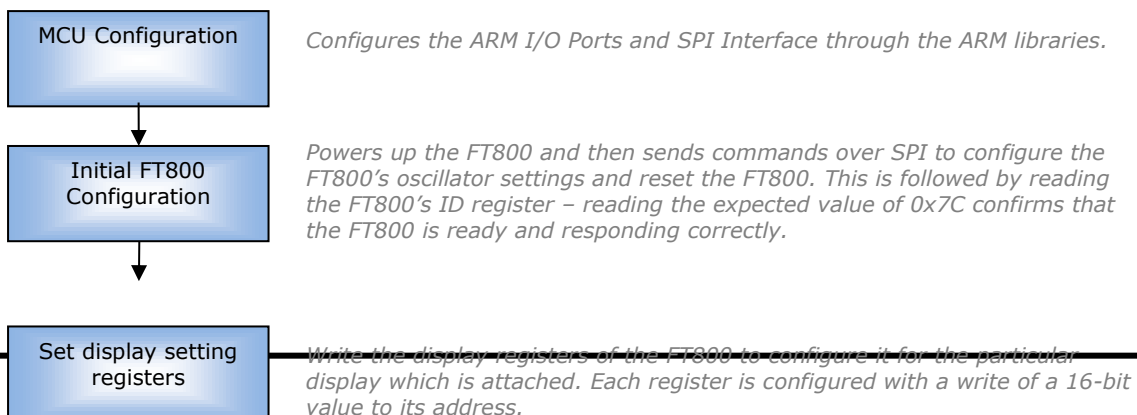 MCU Configuration
Configures the ARM I/O Ports and SPI Interface through the ARM libraries.
Initial FT800
Configuration
Powers up the FT800 and then sends commands over SPI to configure the
FT800's oscillator settings and reset the FT800. This is followed by reading
the FT800's ID register – reading the expected value of 0x7C confirms that
the FT800 is ready and responding correctly.
Set display setting
registers
Write the display registers of the FT800 to configure it for the particular
display which is attached. Each register is configured with a write of a 16-bit
value to its address.